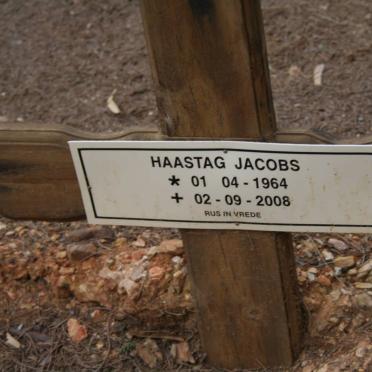 HAASTAG JACOBS
* 01 04 - 1964
+ 02 - 09 - 2008
RUS IN VREDE